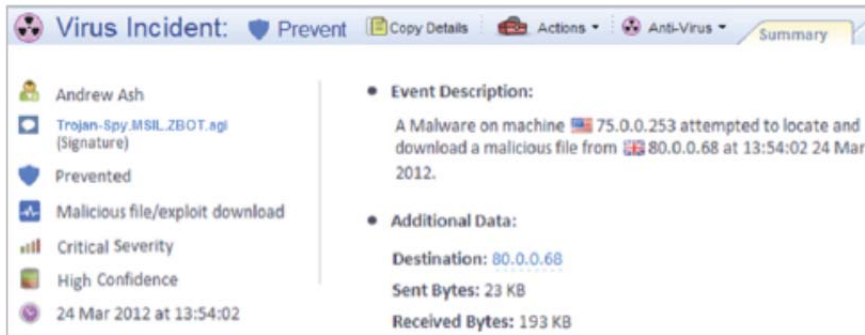 Virus Incident: Prevent Copy Details Actions Anti-Virus Summary
Andrew Ash
Trojan-Spy.MSIL.ZBOT.agi
(Signature)
Prevented
Malicious file/exploit download
Critical Severity
High Confidence
24 Mar 2012 at 13:54:02
Event Description:
A Malware on machine 75.0.0.253 attempted to locate and
download a malicious file from 80.0.0.68 at 13:54:02 24 Mar
2012.
Additional Data:
Destination: 80.0.0.68
Sent Bytes: 23 KB
Received Bytes: 193 KB